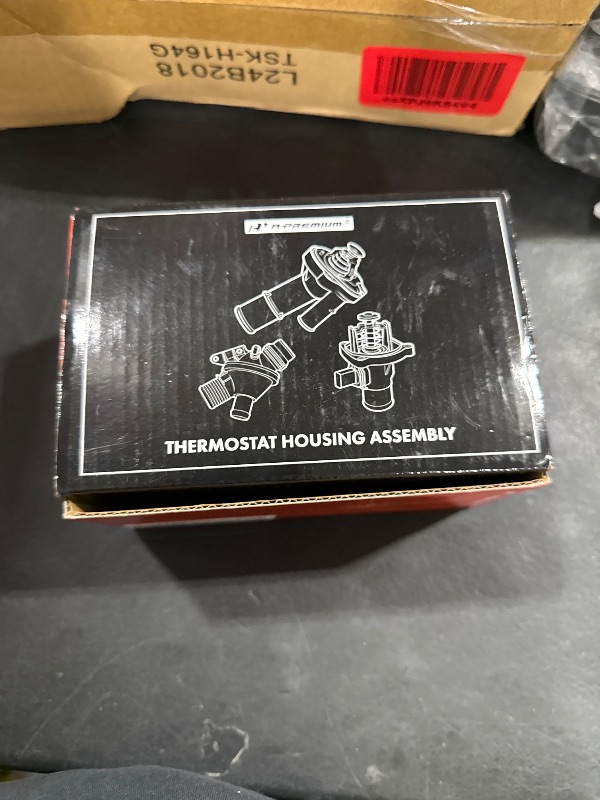 L24B2018
TSK-H164G
A-PREMIUM
THERMOSTAT HOUSING ASSEMBLY